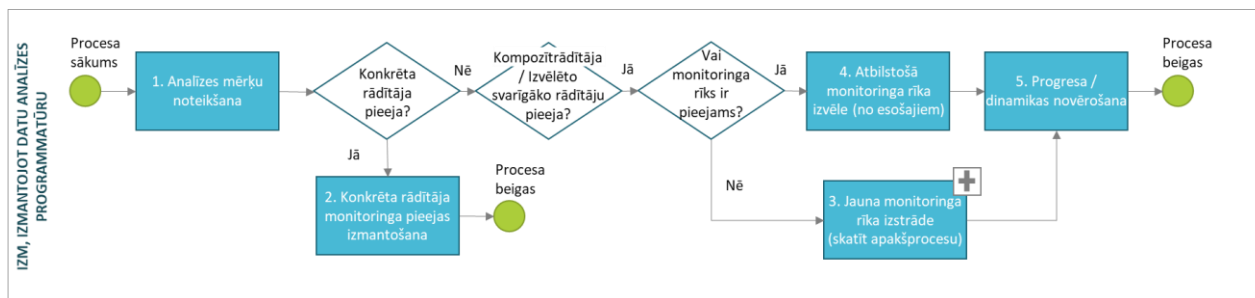 IZM, IZMANTOJOT DATU ANALĪZES
PROGRAMMATŪRU
Procesa
sākums
1. Analīzes mērķu
noteikšana
Konkrēta
rādītāja
pieeja?
Nē
Jā
2. Konkrēta rādītāja
monitoringa pieejas
izmantošana
Procesa
beigas
Kompozītrādītāja
/ Izvēlēto
svarīgāko rādītāju
pieeja?
Jā
Vai
monitoringa
rīks ir
pieejams?
Jā
Nē
4. Atbilstošā
monitoringa rīka
izvēle (no esošajiem)
3. Jauna monitoringa
rīka izstrāde
(skatīt apakšprocesu)
5. Progresa /
dinamikas novērošana
Procesa
beigas